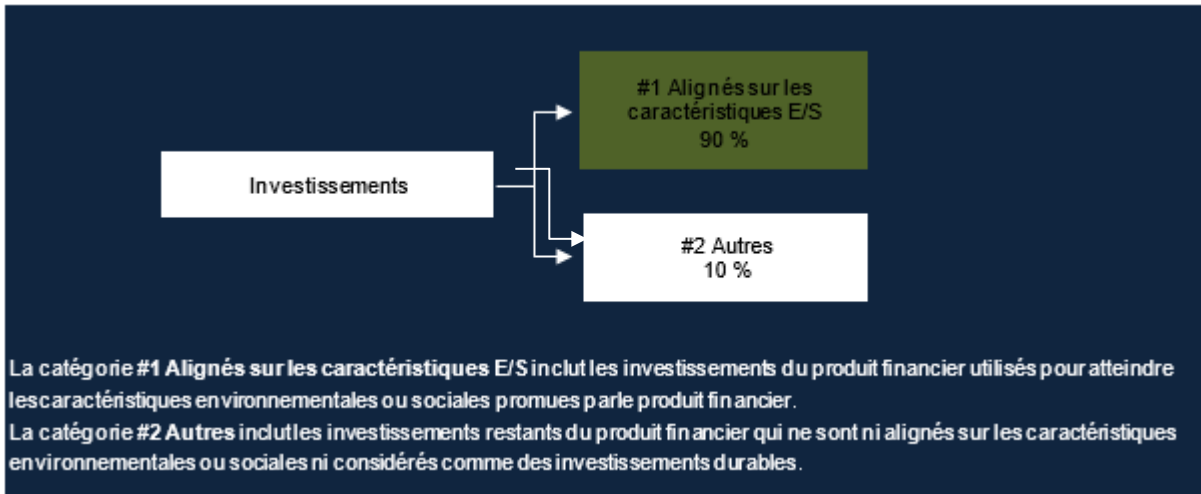 #1 Alignés sur les
caractéristiques E/S
90 %
Investissements
#2 Autres
10 %
La catégorie #1 Alignés sur les caractéristiques E/S inclut les investissements du produit financier utilisés pour atteindre
les caractéristiques environnementales ou sociales promues par le produit financier.
La catégorie #2 Autres inclut les investissements restants du produit financier qui ne sont ni alignés sur les caractéristiques
environnementales ou sociales ni considérés comme des investissements durables.